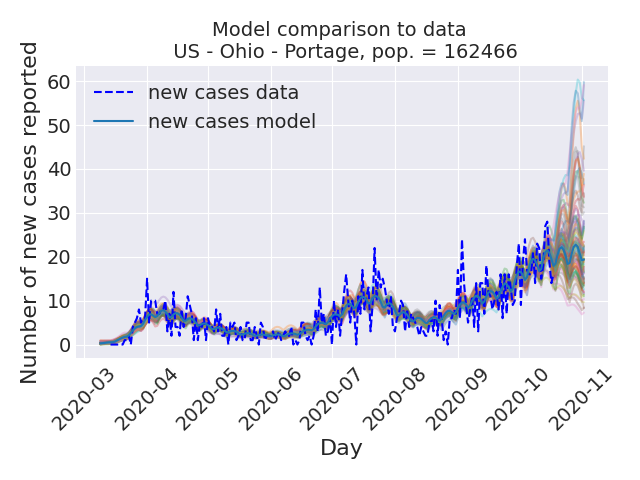 Model comparison to data
US - Ohio - Portage, pop. = 162466
Number of new cases reported
60
50
40
30
20
10
0
new cases data
new cases model
2020-03
2020-04
2020-05
2020-06
2020-07
2020-08
2020-09
2020-10
2020-11
Day